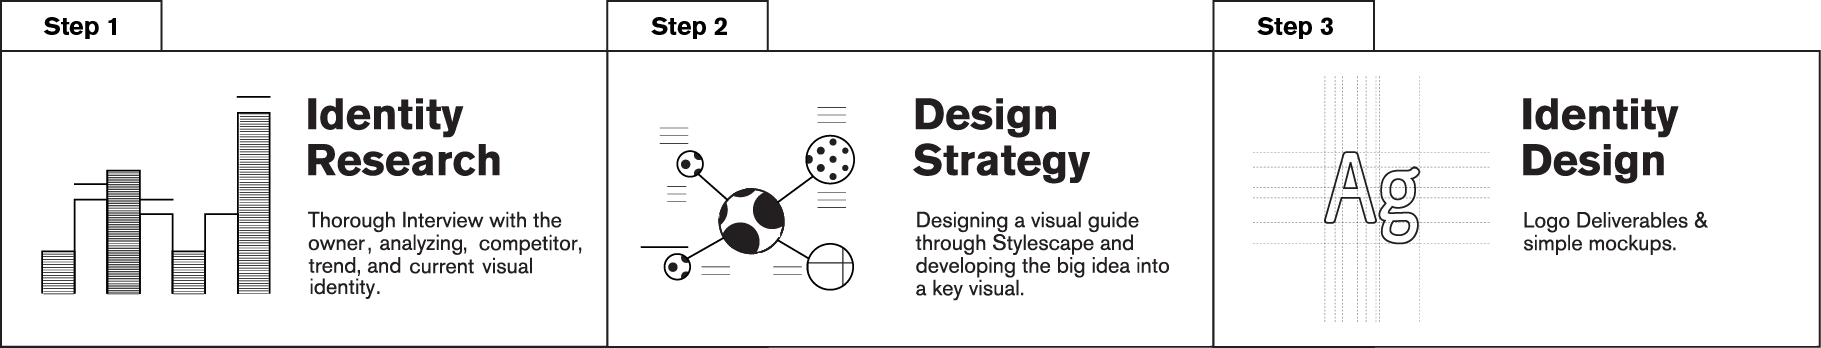 Step 1
Identity
Research
Thorough Interview with the
owner, analyzing, competitor,
trend, and current visual
identity.
Step 2
Design
Strategy
Designing a visual guide
through Stylescape and
developing the big idea into
a key visual.
Step 3
Ag
Identity
Design
Logo Deliverables &
simple mockups.